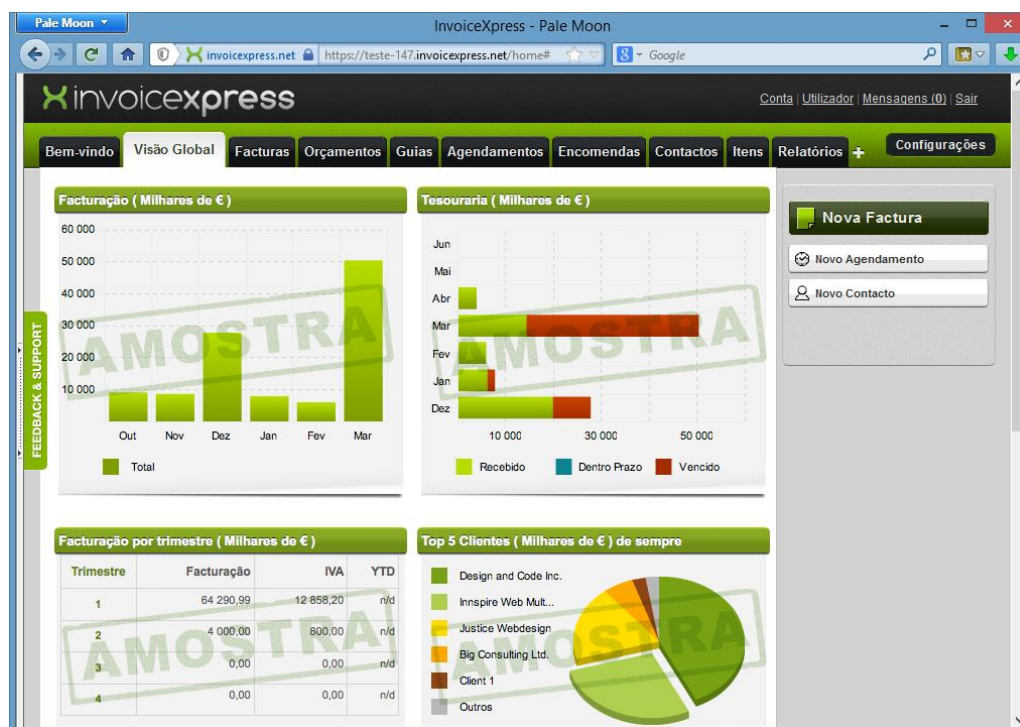 Pale Moon
InvoiceXpress - Pale Moon
invoicexpress.net
https://teste-147.invoicexpress.net/home#
Google
invoicexpress
Conta | Utilizador | Mensagens (0) | Sair
Bem-vindo
Visão Global
Facturas
Orçamentos
Guias
Agendamentos
Encomendas
Contactos
Itens
Relatórios
+
Configurações
FEEDBACK & SUPPORT
Facturação ( Milhares de € )
60 000
50 000
40 000
30 000
20 000
10 000
Out Nov Dez Jan Fev Mar
Total
AMOSTRA
Tesouraria ( Milhares de € )
Jun
Mai
Abr
Mar
Fev
Jan
Dez
10 000 30 000 50 000
Recebido Dentro Prazo Vencido
AMOSTRA
Nova Factura
Novo Agendamento
Novo Contacto
Facturação por trimestre ( Milhares de € )
Trimestre Facturação IVA YTD
1 64 290,99 12 858,20 n/d
2 4 000,00 800,00 n/d
3 0,00 0,00 n/d
4 0,00 0,00 n/d
AMOSTRA
Top 5 Clientes ( Milhares de € ) de sempre
Design and Code Inc.
Innspire Web Mult...
Justice Webdesign
Big Consulting Ltd.
Client 1
Outros
AMOSTRA